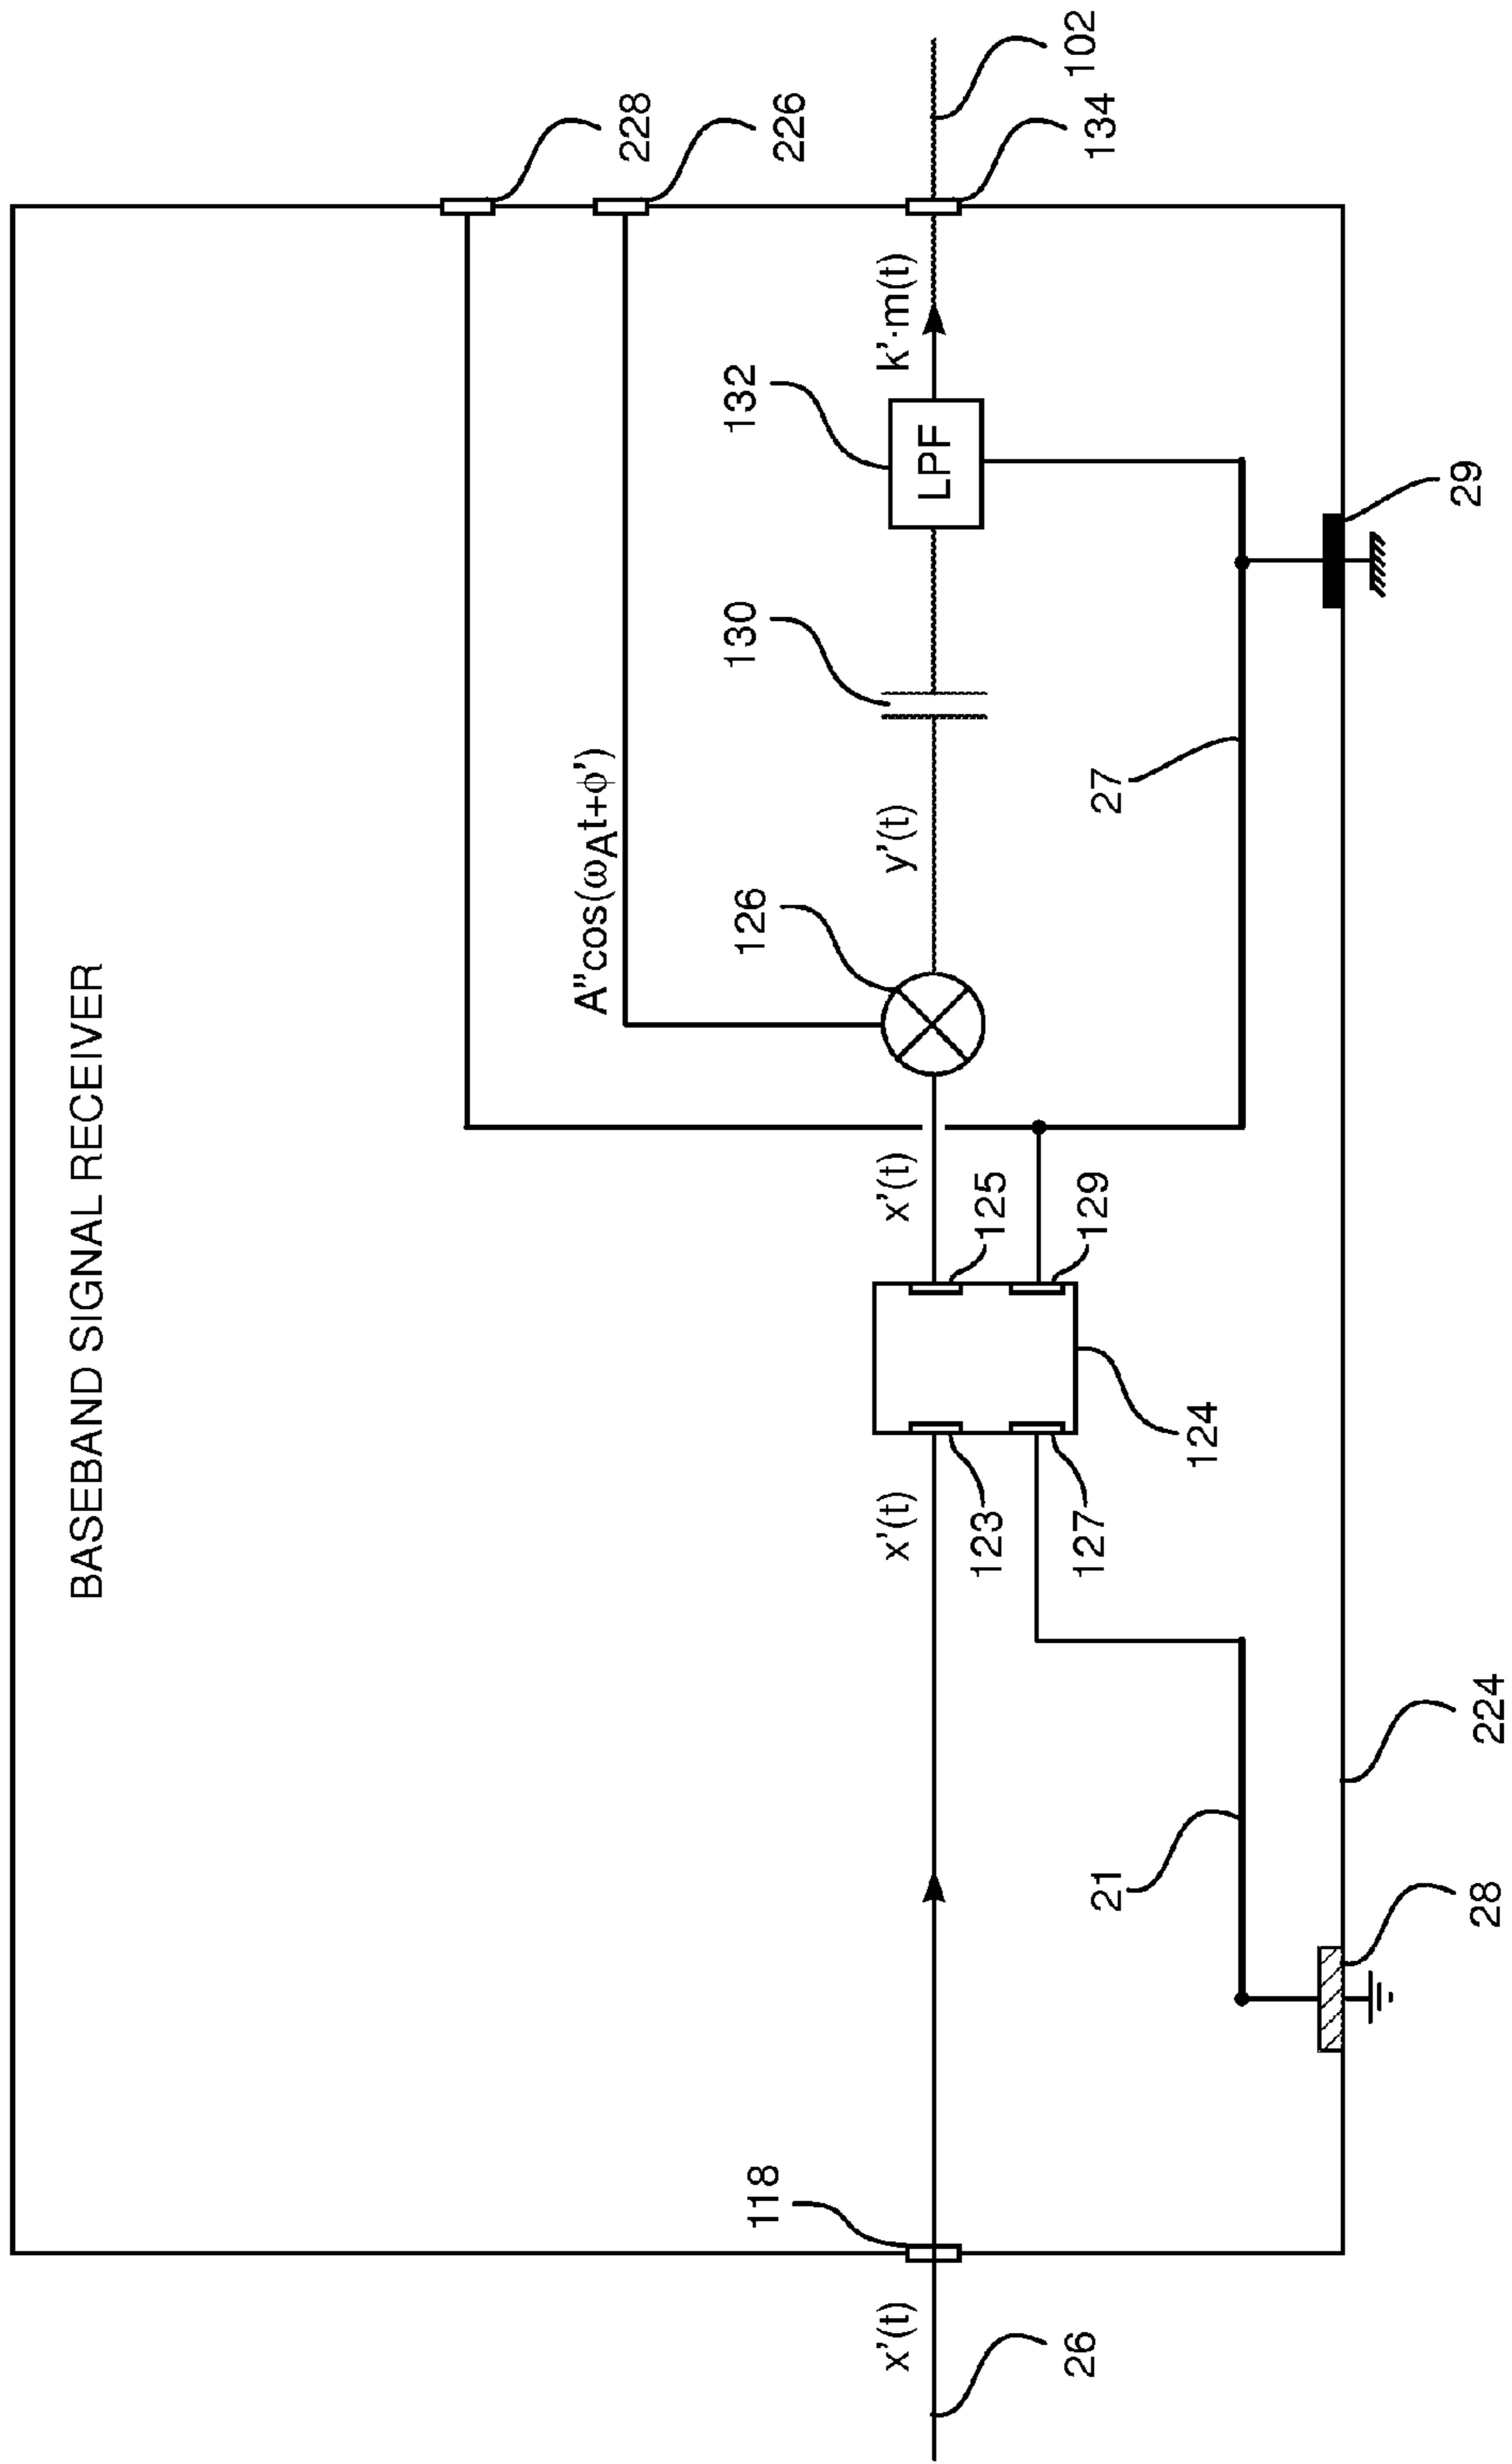 BASEBAND SIGNAL RECEIVER
228
226
A"cos(ωAt+ϕ')
118
126
130
132
x'(t)
x'(t)
x'(t)
y'(t)
LPF
k'·m(t)
26
123
125
102
127
129
134
21
27
124
28
224
29